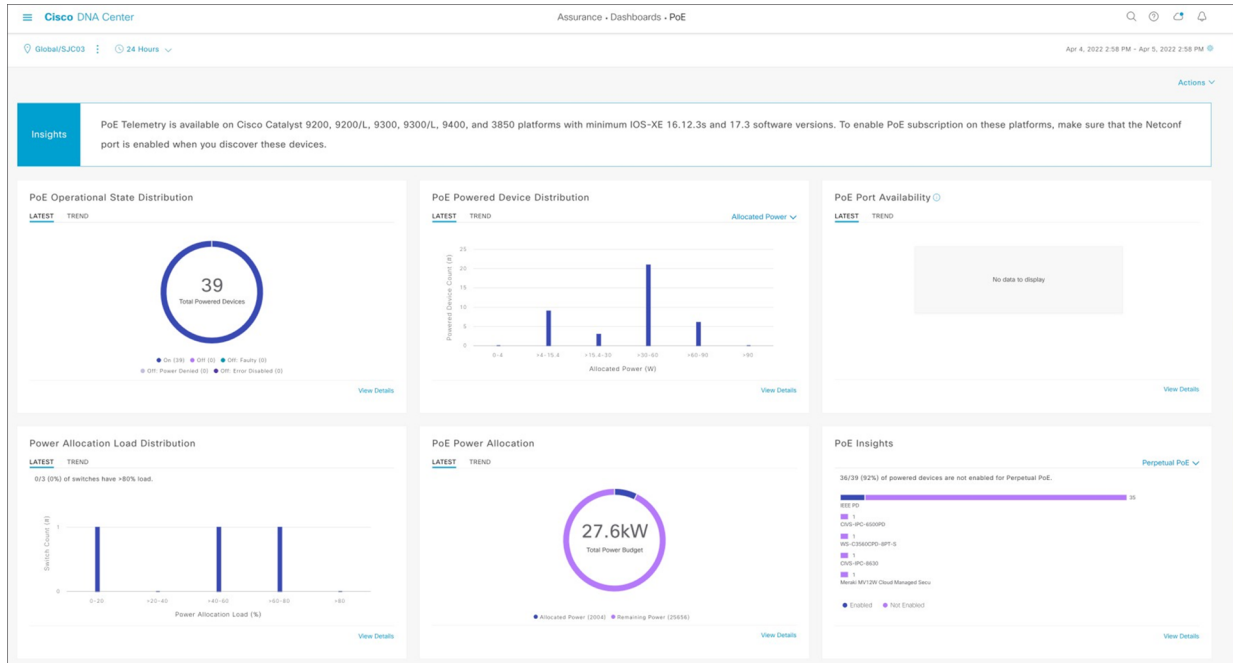 Cisco DNA Center
Assurance • Dashboards • PoE
Global/SJC03
24 Hours
Apr 4, 2022 2:58 PM - Apr 5, 2022 2:58 PM
Actions
Insights
PoE Telemetry is available on Cisco Catalyst 9200, 9200/L, 9300, 9300/L, 9400, and 3850 platforms with minimum IOS-XE 16.12.3s and 17.3 software versions. To enable PoE subscription on these platforms, make sure that the Netconf
port is enabled when you discover these devices.
PoE Operational State Distribution
LATEST TREND
39
Total Powered Devices
On (39) Off (0) Off: Faulty (0)
Off: Power Denied (0) Off: Error Disabled (0)
View Details
PoE Powered Device Distribution
LATEST TREND
Allocated Power
Powered Device Count (#)
25
20
15
10
5
0
0-4 >4-15.4 >15.4-30 >30-60 >60-90 >90
Allocated Power (W)
View Details
PoE Port Availability
LATEST TREND
No data to display
View Details
Power Allocation Load Distribution
LATEST TREND
0/3 (0%) of switches have >80% load.
Switch Count (#)
1
0
0-20 >20-40 >40-60 >60-80 >80
Power Allocation Load (%)
View Details
PoE Power Allocation
LATEST TREND
27.6kW
Total Power Budget
Allocated Power (2004) Remaining Power (25656)
View Details
PoE Insights
Perpetual PoE
36/39 (92%) of powered devices are not enabled for Perpetual PoE.
35
IEEE PD
1
CIVS-IPC-6500PD
1
WS-C3560CPD-8PT-S
1
CIVS-IPC-8630
1
Meraki MV12W Cloud Managed Secu
Enabled Not Enabled
View Details